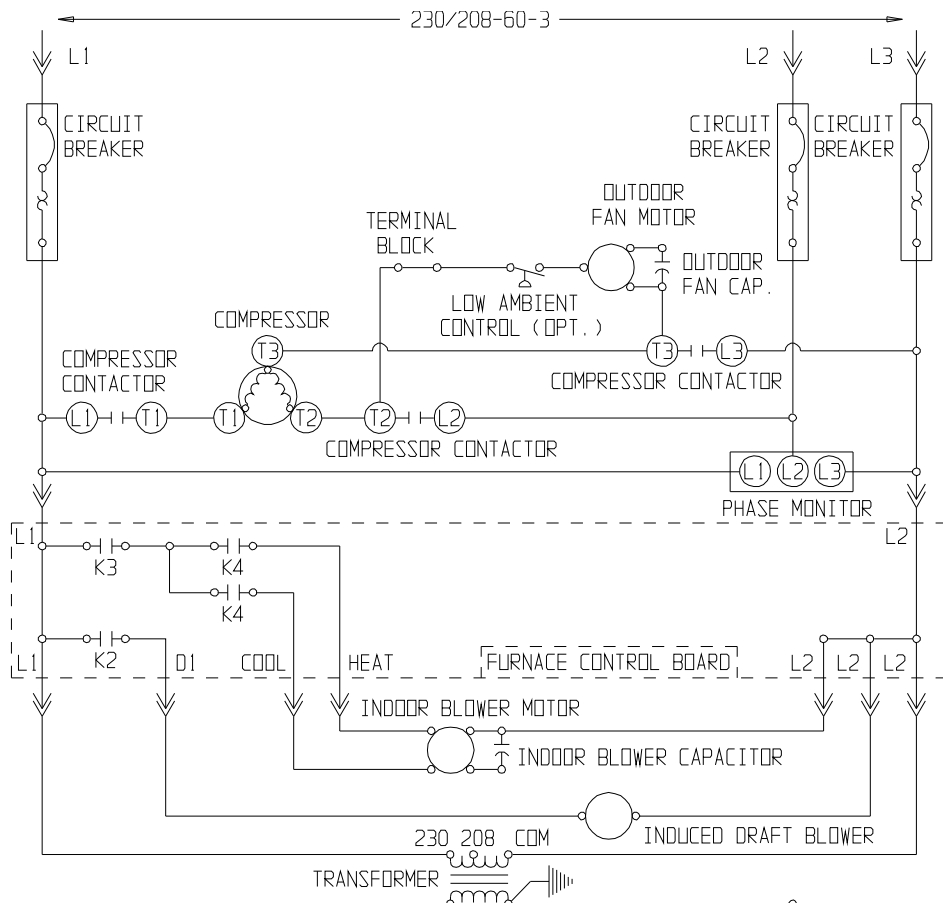 230/208-60-3
L1
L2
L3
CIRCUIT
BREAKER
CIRCUIT
BREAKER
CIRCUIT
BREAKER
OUTDOOR
FAN MOTOR
TERMINAL
BLOCK
OUTDOOR
FAN CAP.
LOW AMBIENT
CONTROL (OPT.)
COMPRESSOR
T3
T3
L3
COMPRESSOR
CONTACTOR
COMPRESSOR CONTACTOR
L1
T1
T1
T2
T2
L2
COMPRESSOR CONTACTOR
L1
L2
L3
PHASE MONITOR
L1
L2
K3
K4
K4
K2
L1
D1
COOL
HEAT
FURNACE CONTROL BOARD
L2
L2
L2
INDOOR BLOWER MOTOR
INDOOR BLOWER CAPACITOR
INDUCED DRAFT BLOWER
230 208 COM
TRANSFORMER